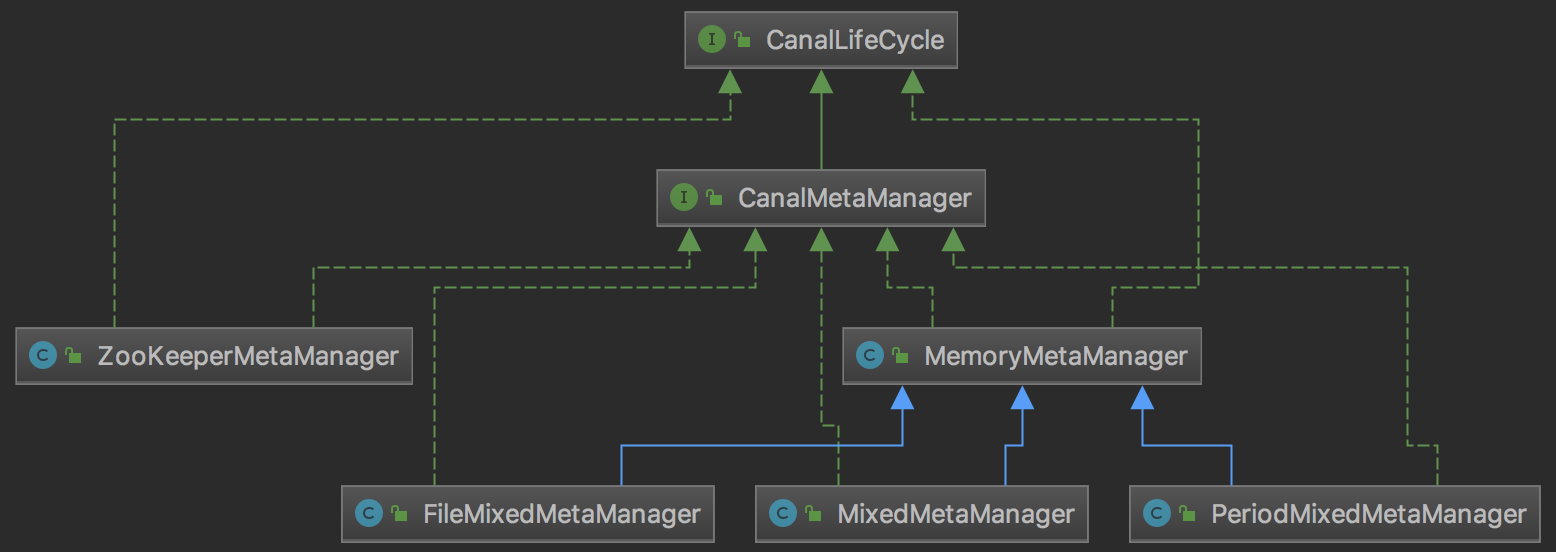 I CanalLifeCycle
I CanalMetaManager
C ZooKeeperMetaManager
C MemoryMetaManager
C FileMixedMetaManager
C MixedMetaManager
C PeriodMixedMetaManager